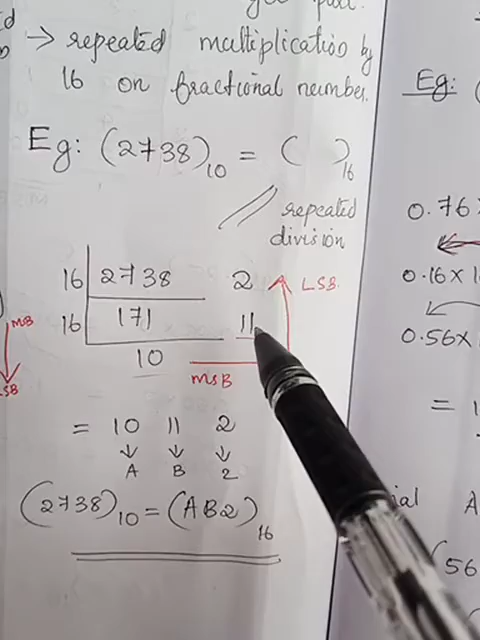 → repeated multiplication by
16 on fractional number.
Eg: (2738)₁₀ = ( )₁₆
// repeated
division
16 2738 2 LSB.
16 171 11
10
MSB
= 10 11 2
↓ ↓ ↓
A B 2
(2738)₁₀ = (AB2)₁₆
MB
LSB
Eg:
0.76
0.16 x
0.56 x
=
(56